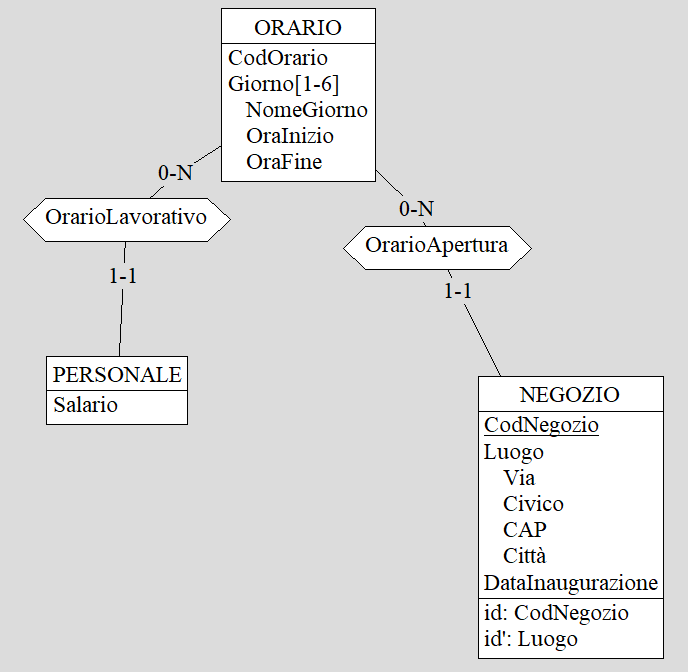 ORARIO
CodOrario
Giorno[1-6]
NomeGiorno
OraInizio
OraFine
0-N
OrarioLavorativo
1-1
0-N
OrarioApertura
1-1
PERSONALE
Salario
NEGOZIO
CodNegozio
Luogo
Via
Civico
CAP
Città
DataInaugurazione
id: CodNegozio
id': Luogo